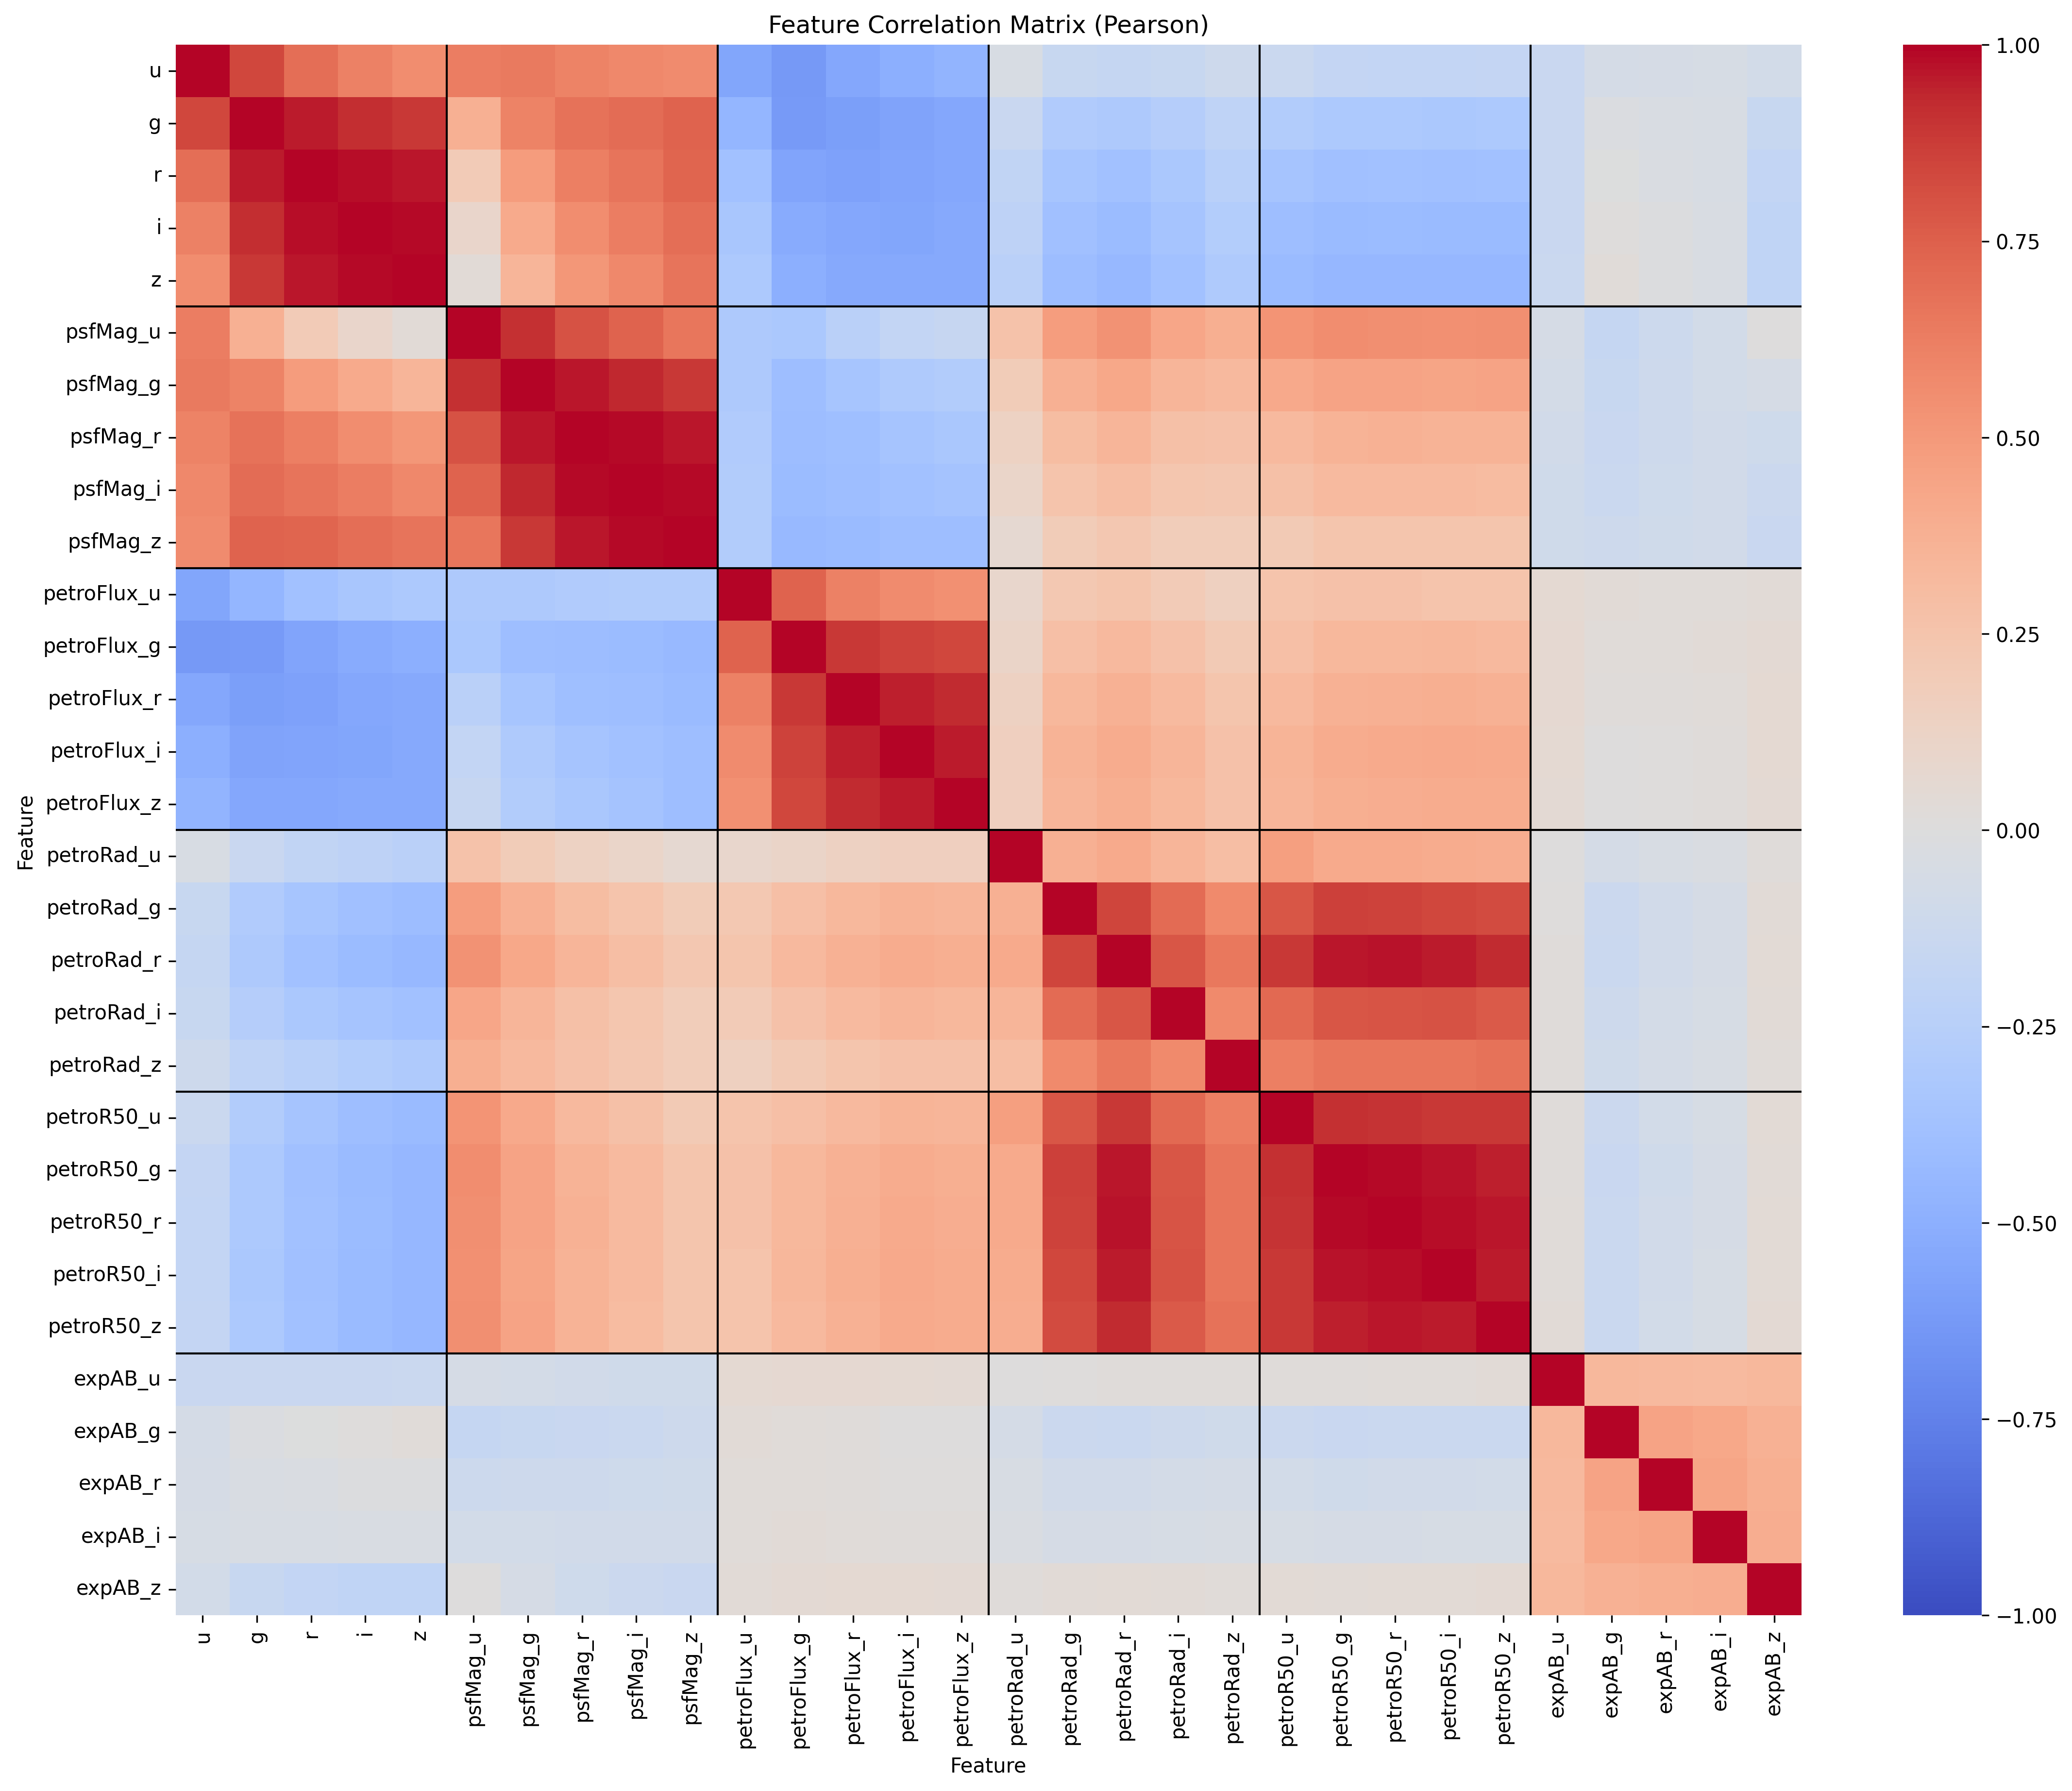 Feature Correlation Matrix (Pearson)
u
g
r
i
z
psfMag_u
psfMag_g
psfMag_r
psfMag_i
psfMag_z
petroFlux_u
petroFlux_g
petroFlux_r
petroFlux_i
petroFlux_z
petroRad_u
petroRad_g
petroRad_r
petroRad_i
petroRad_z
petroR50_u
petroR50_g
petroR50_r
petroR50_i
petroR50_z
expAB_u
expAB_g
expAB_r
expAB_i
expAB_z
Feature
u
g
r
i
z
psfMag_u
psfMag_g
psfMag_r
psfMag_i
psfMag_z
petroFlux_u
petroFlux_g
petroFlux_r
petroFlux_i
petroFlux_z
petroRad_u
petroRad_g
petroRad_r
petroRad_i
petroRad_z
petroR50_u
petroR50_g
petroR50_r
petroR50_i
petroR50_z
expAB_u
expAB_g
expAB_r
expAB_i
expAB_z
Feature
1.00
0.75
0.50
0.25
0.00
−0.25
−0.50
−0.75
−1.00